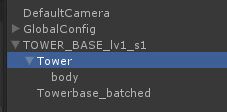 DefaultCamera
GlobalConfig
TOWER_BASE_lv1_s1
Tower
body
Towerbase_batched